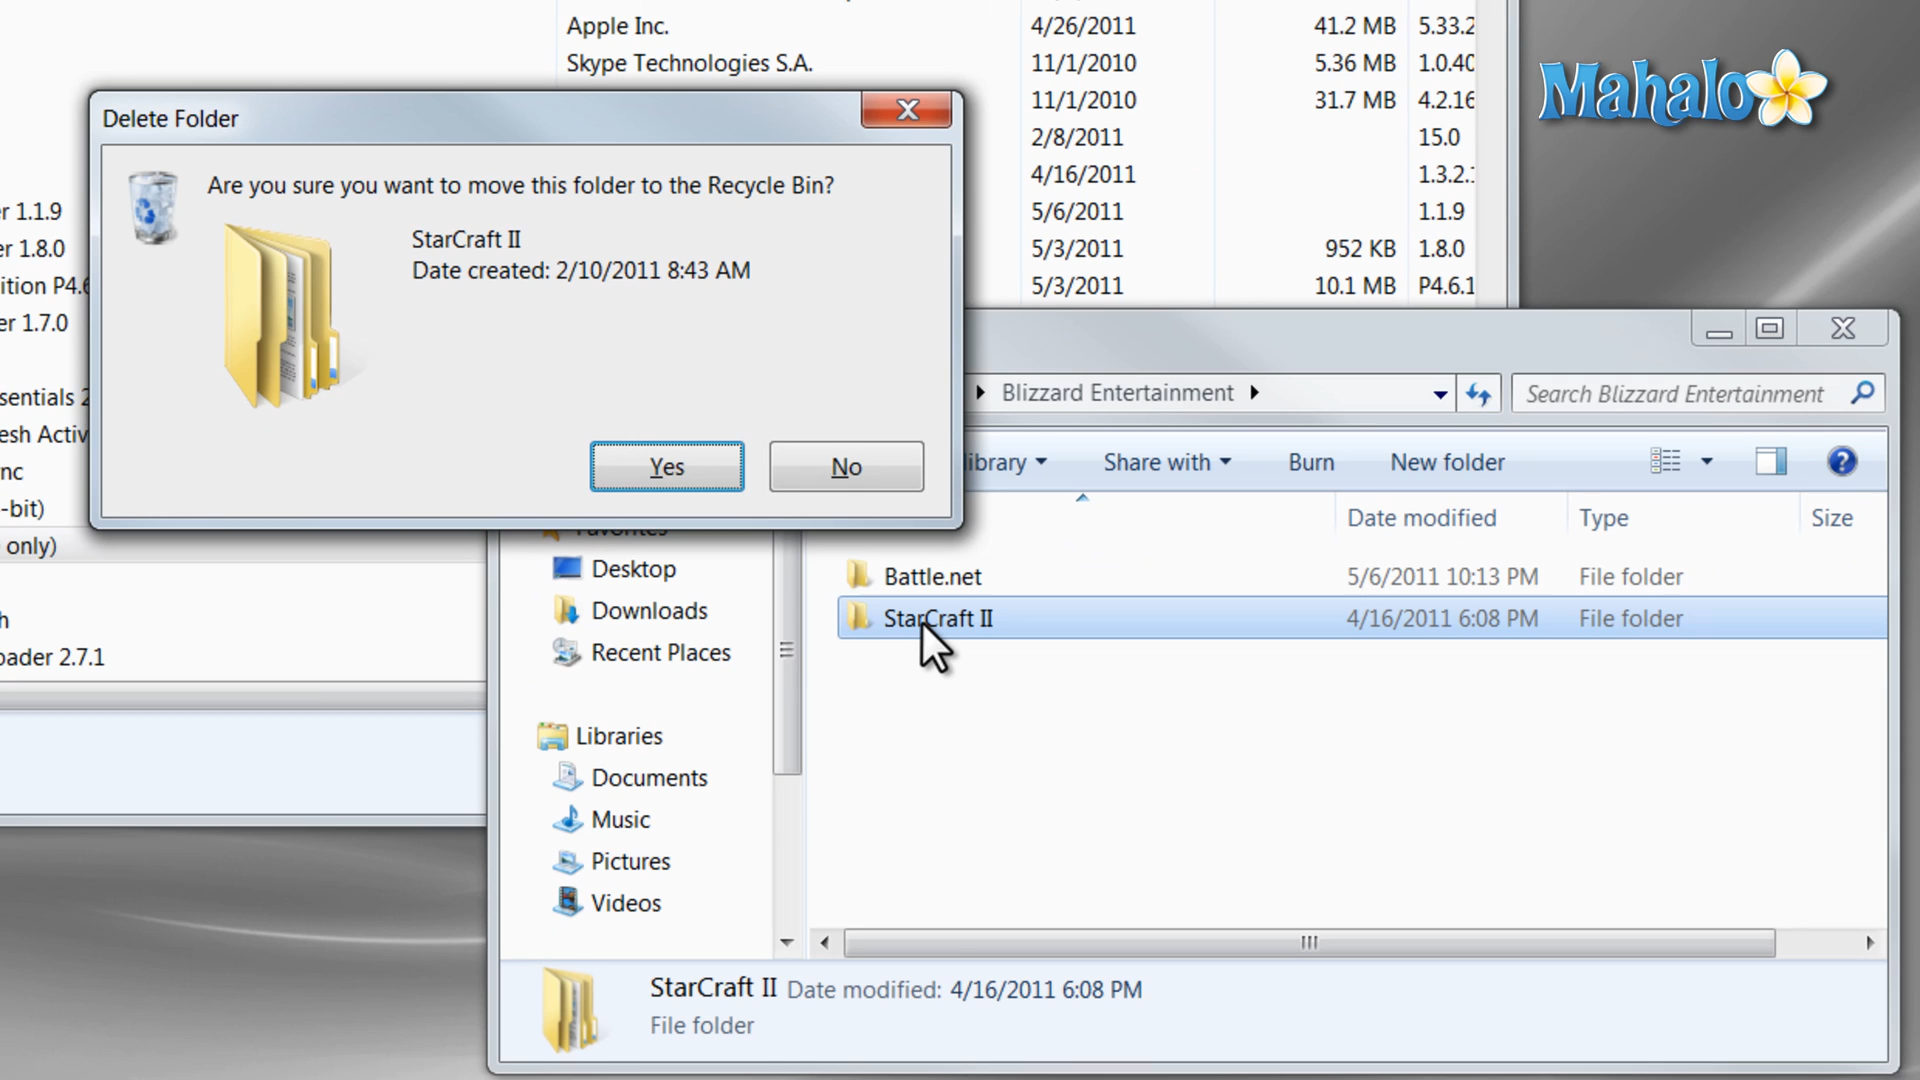 Apple Inc. 4/26/2011 41.2 MB 5.33.2
Skype Technologies S.A. 11/1/2010 5.36 MB 1.0.40
11/1/2010 31.7 MB 4.2.16
2/8/2011 15.0
4/16/2011 1.3.2.
5/6/2011 1.1.9
5/3/2011 952 KB 1.8.0
5/3/2011 10.1 MB P4.6.1
Mahalo
Delete Folder
Are you sure you want to move this folder to the Recycle Bin?
StarCraft II
Date created: 2/10/2011 8:43 AM
Yes No
r 1.1.9
er 1.8.0
ition P4.6
er 1.7.0
sentials 2
esh Activ
nc
-bit)
only)
h
oader 2.7.1
Blizzard Entertainment
Search Blizzard Entertainment
library Share with Burn New folder
Date modified Type Size
Favorites
Desktop
Downloads
Recent Places
Libraries
Documents
Music
Pictures
Videos
Battle.net 5/6/2011 10:13 PM File folder
StarCraft II 4/16/2011 6:08 PM File folder
StarCraft II Date modified: 4/16/2011 6:08 PM
File folder